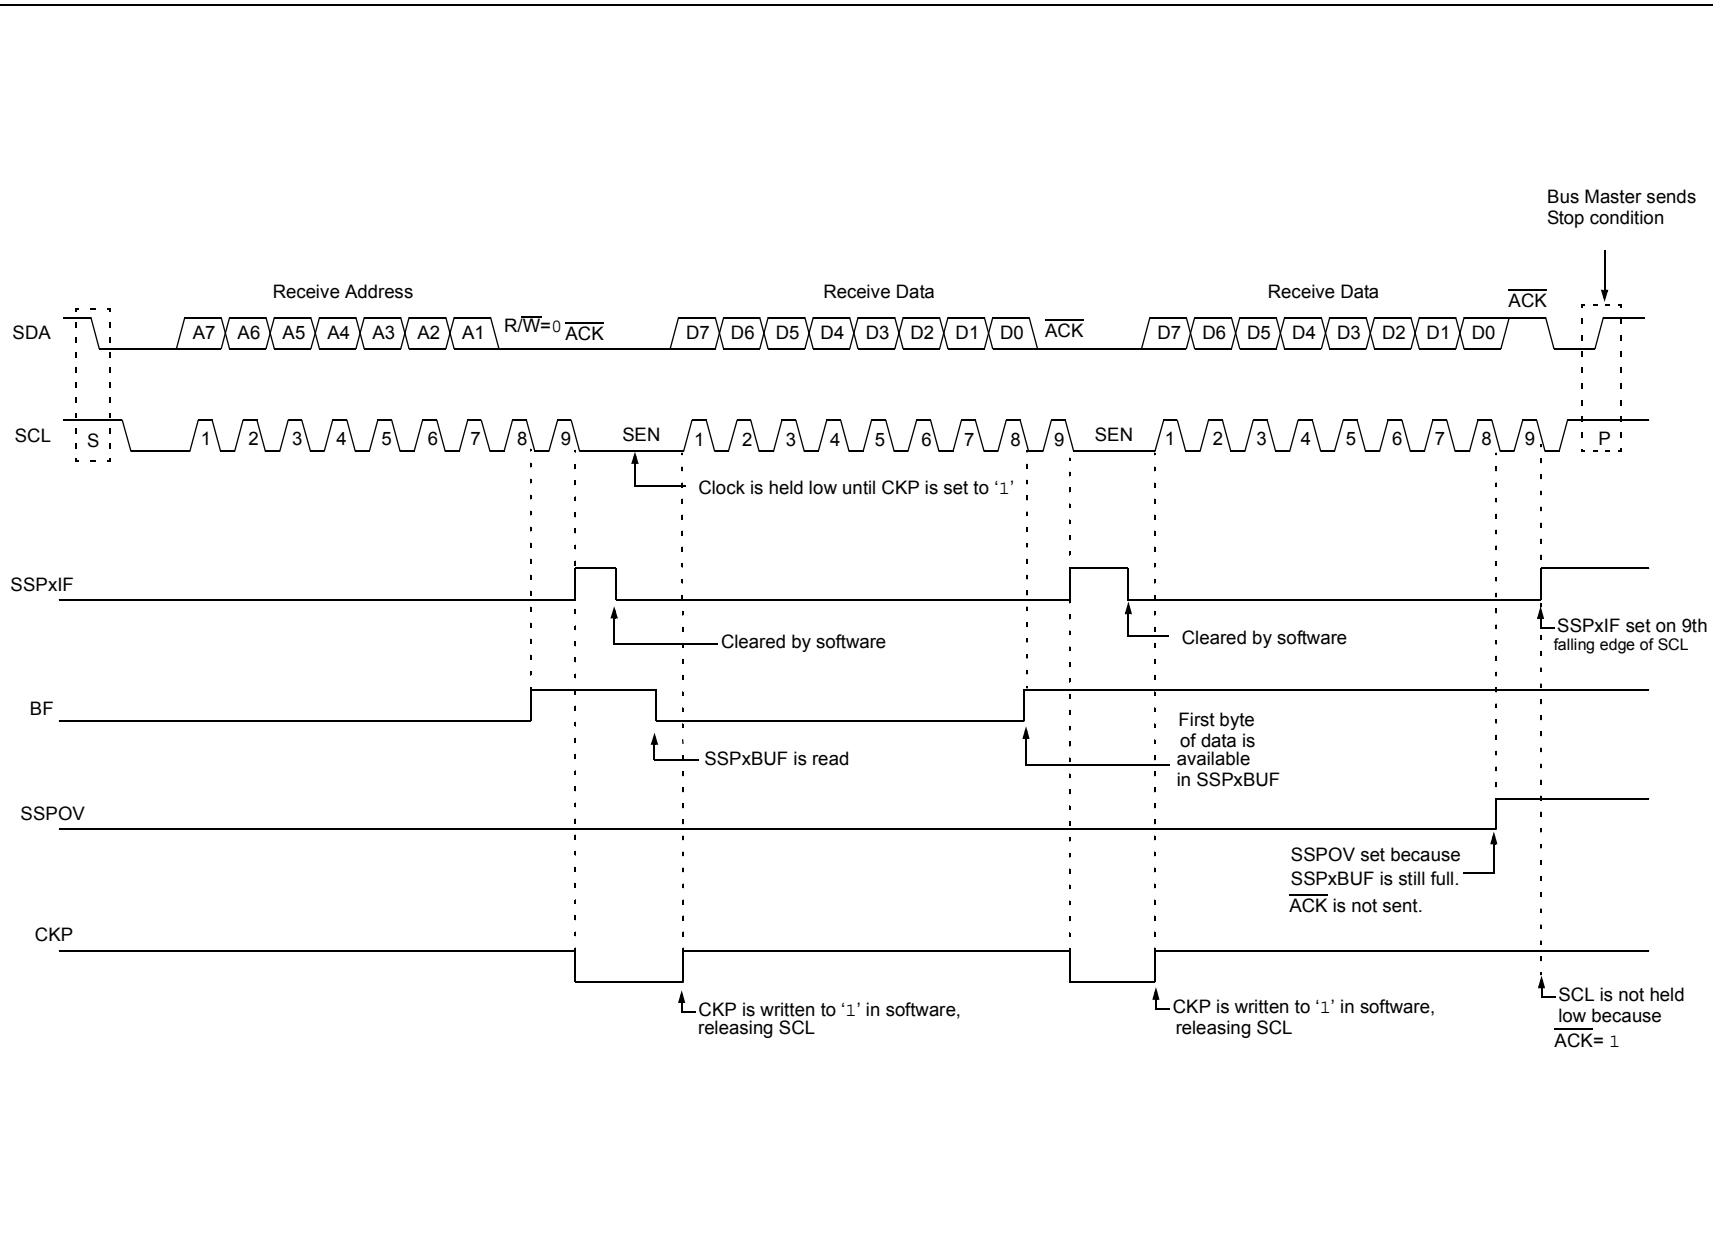 Bus Master sends
Stop condition
Receive Address
Receive Data
Receive Data
ACK
SDA
A7 A6 A5 A4 A3 A2 A1 R/W=0 ACK
D7 D6 D5 D4 D3 D2 D1 D0 ACK
D7 D6 D5 D4 D3 D2 D1 D0
SCL
S
1 2 3 4 5 6 7 8 9 SEN
1 2 3 4 5 6 7 8 9 SEN
1 2 3 4 5 6 7 8 9 P
Clock is held low until CKP is set to ‘1’
SSPxIF
Cleared by software
Cleared by software
SSPxIF set on 9th
falling edge of SCL
BF
SSPxBUF is read
First byte
of data is
available
in SSPxBUF
SSPOV
SSPOV set because
SSPxBUF is still full.
ACK is not sent.
CKP
CKP is written to ‘1’ in software,
releasing SCL
CKP is written to ‘1’ in software,
releasing SCL
SCL is not held
low because
ACK= 1